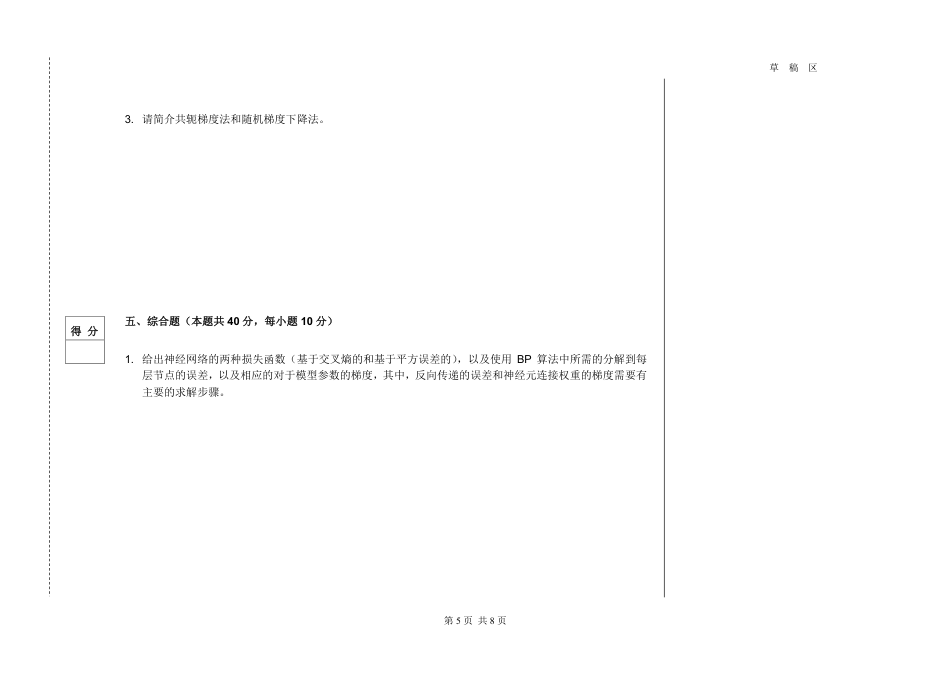 草 稿 区
3. 请简介共轭梯度法和随机梯度下降法。
五、综合题（本题共 40 分，每小题 10 分）
得 分
1. 给出神经网络的两种损失函数（基于交叉熵的和基于平方误差的），以及使用 BP 算法中所需的分解到每
层节点的误差，以及相应的对于模型参数的梯度，其中，反向传递的误差和神经元连接权重的梯度需要有
主要的求解步骤。
第 5 页 共 8 页